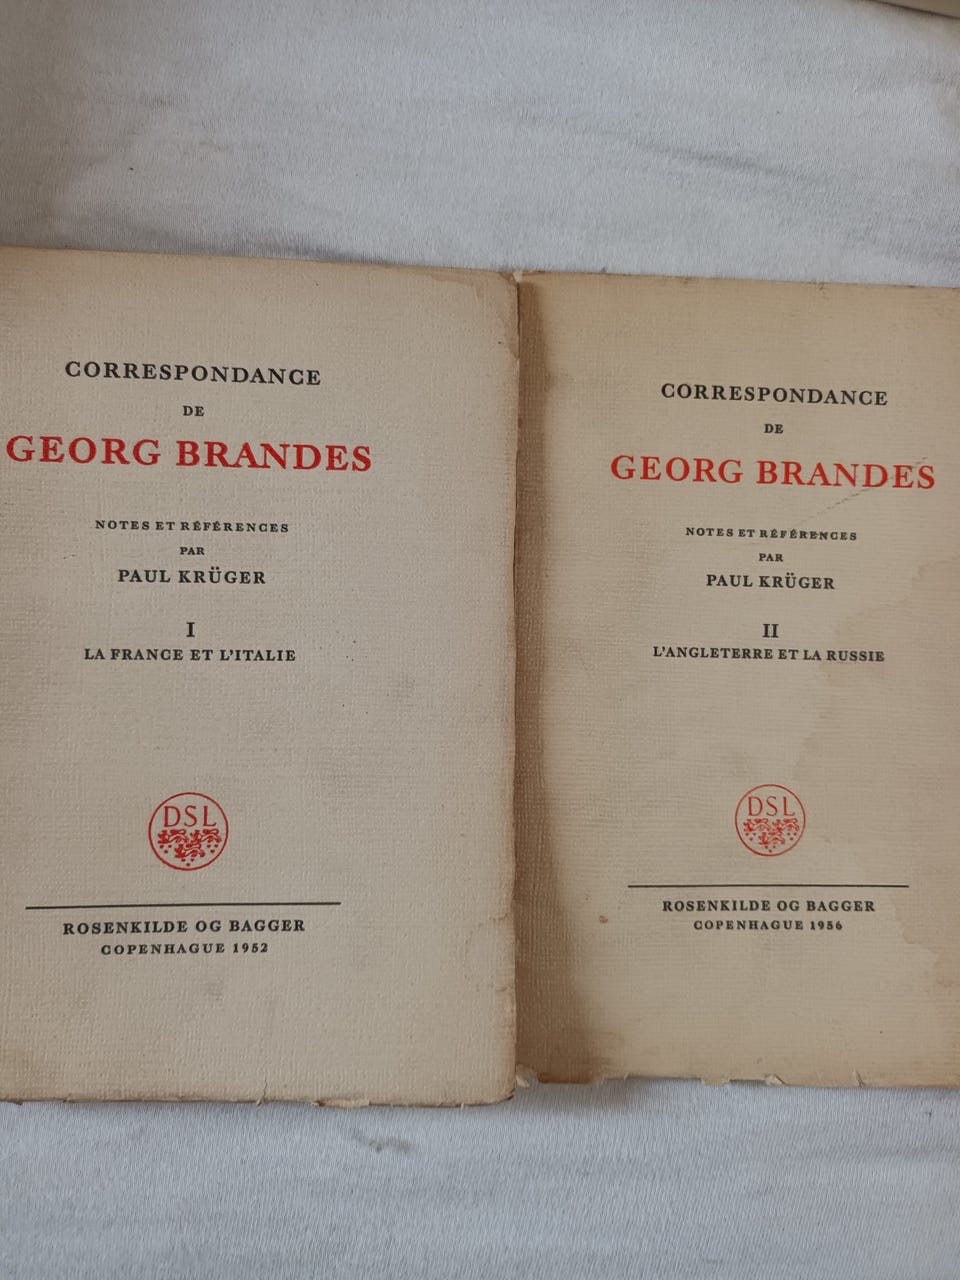 CORRESPONDANCE
DE
GEORG BRANDES
NOTES ET RÉFÉRENCES
PAR
PAUL KRÜGER
I
LA FRANCE ET L'ITALIE
DSL
ROSENKILDE OG BAGGER
COPENHAGUE 1952
CORRESPONDANCE
DE
GEORG BRANDES
NOTES ET RÉFÉRENCES
PAR
PAUL KRÜGER
II
L'ANGLETERRE ET LA RUSSIE
DSL
ROSENKILDE OG BAGGER
COPENHAGUE 1956